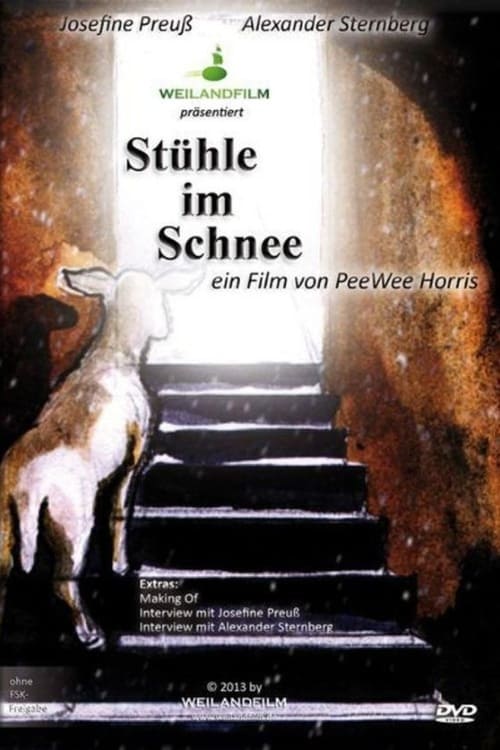 Josefine Preuß Alexander Sternberg
WEILANDFILM
präsentiert
Stühle
im
Schnee
ein Film von PeeWee Horris
Extras:
Making Of
Interview mit Josefine Preuß
Interview mit Alexander Sternberg
ohne
FSK-
Freigabe
© 2013 by
WEILANDFILM
DVD
VIDEO